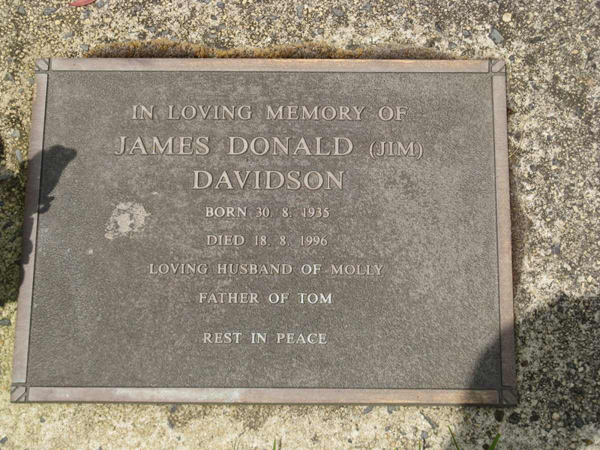 IN LOVING MEMORY OF
JAMES DONALD (JIM)
DAVIDSON
BORN 30. 8. 1935
DIED 18. 8. 1996
LOVING HUSBAND OF MOLLY
FATHER OF TOM
REST IN PEACE